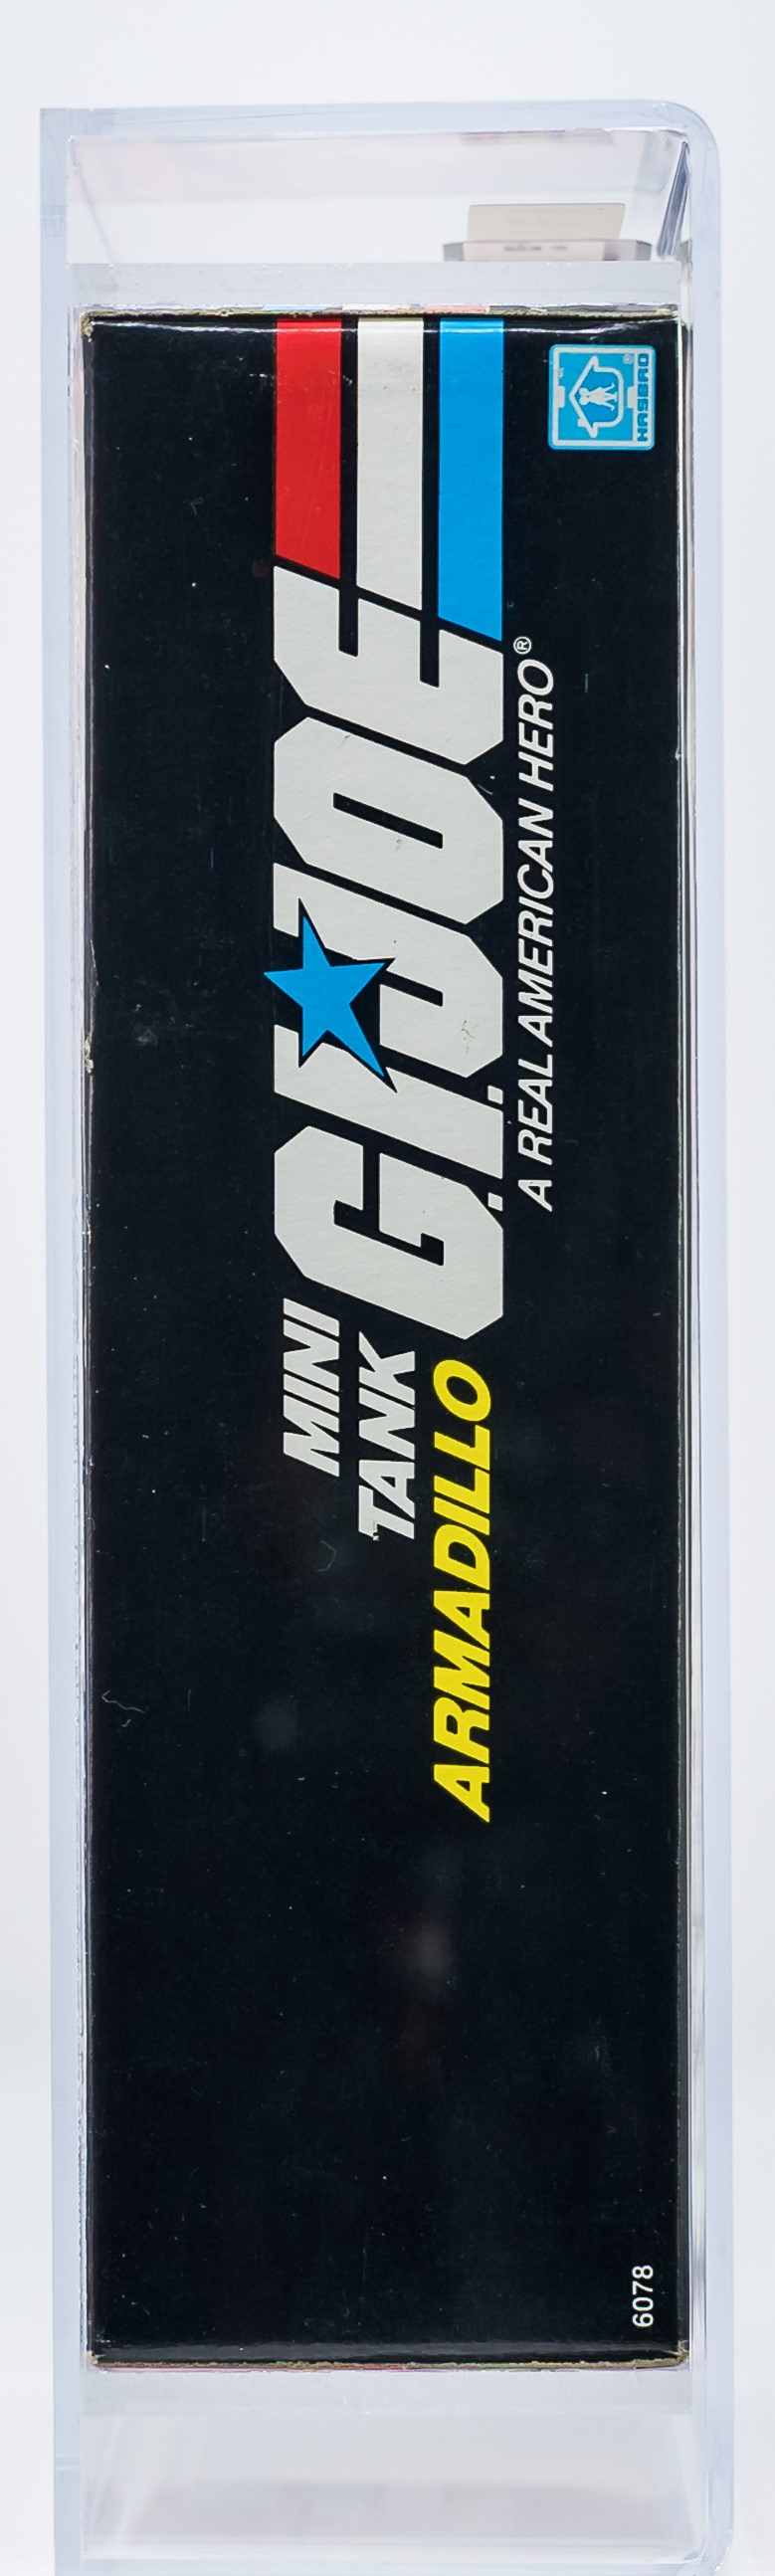 MINI
TANK
ARMADILLO
G.I. JOE
A REAL AMERICAN HERO®
HASBRO®
6078